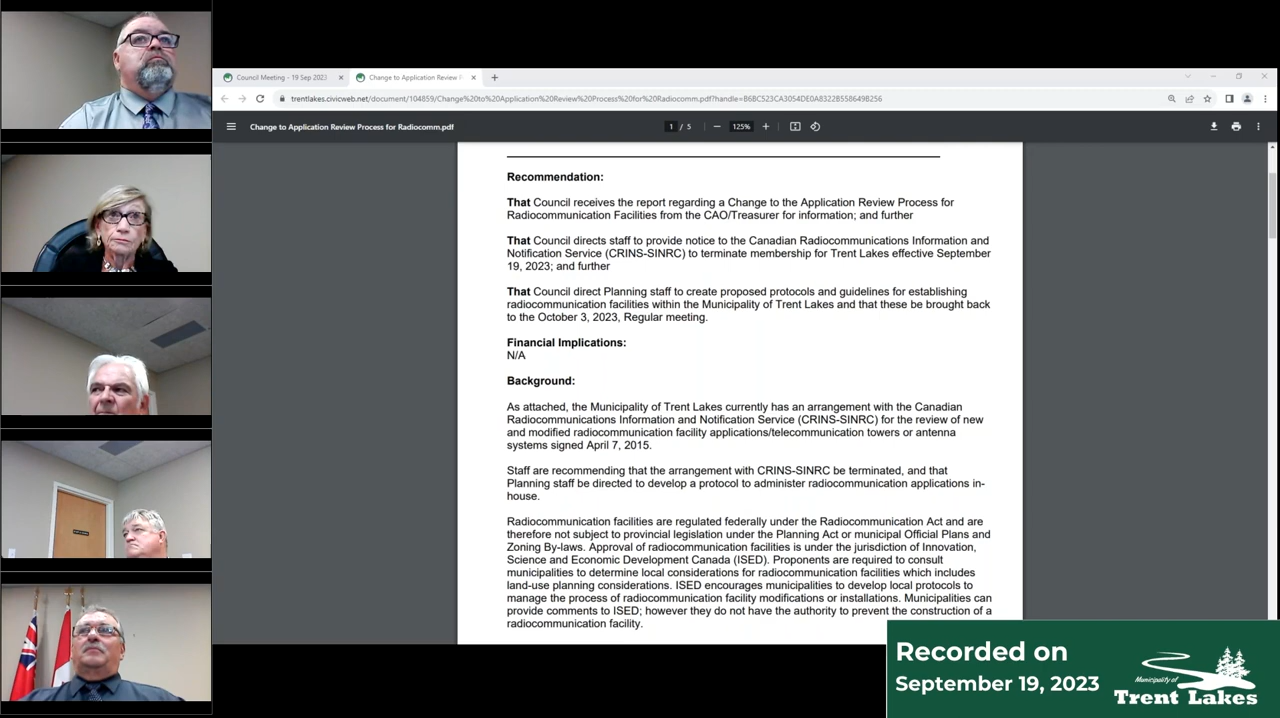 Council Meeting - 19 Sep 2023
Change to Application Review P
trentlakes.civicweb.net/document/104859/Change%20to%20Application%20Review%20Process%20for%20Radiocomm.pdf?handle=B6BC523CA3054DE0A8322B558649B256
Change to Application Review Process for Radiocomm.pdf
1 / 5
125%
Recommendation:
That Council receives the report regarding a Change to the Application Review Process for
Radiocommunication Facilities from the CAO/Treasurer for information; and further
That Council directs staff to provide notice to the Canadian Radiocommunications Information and
Notification Service (CRINS-SINRC) to terminate membership for Trent Lakes effective September
19, 2023; and further
That Council direct Planning staff to create proposed protocols and guidelines for establishing
radiocommunication facilities within the Municipality of Trent Lakes and that these be brought back
to the October 3, 2023, Regular meeting.
Financial Implications:
N/A
Background:
As attached, the Municipality of Trent Lakes currently has an arrangement with the Canadian
Radiocommunications Information and Notification Service (CRINS-SINRC) for the review of new
and modified radiocommunication facility applications/telecommunication towers or antenna
systems signed April 7, 2015.
Staff are recommending that the arrangement with CRINS-SINRC be terminated, and that
Planning staff be directed to develop a protocol to administer radiocommunication applications in-
house.
Radiocommunication facilities are regulated federally under the Radiocommunication Act and are
therefore not subject to provincial legislation under the Planning Act or municipal Official Plans and
Zoning By-laws. Approval of radiocommunication facilities is under the jurisdiction of Innovation,
Science and Economic Development Canada (ISED). Proponents are required to consult
municipalities to determine local considerations for radiocommunication facilities which includes
land-use planning considerations. ISED encourages municipalities to develop local protocols to
manage the process of radiocommunication facility modifications or installations. Municipalities can
provide comments to ISED; however they do not have the authority to prevent the construction of a
radiocommunication facility.
Recorded on
September 19, 2023
Municipality of
Trent Lakes